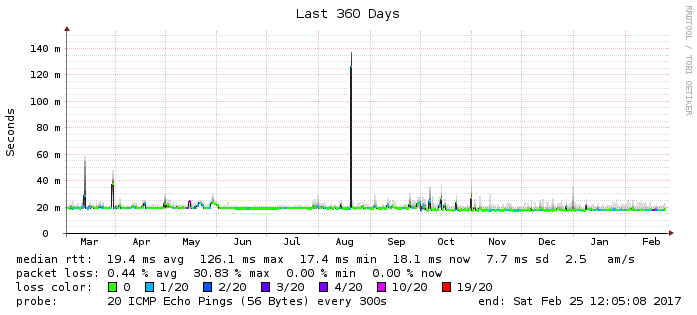 Last 360 Days
RRDTOOL / TOBI OETIKER
Seconds
140 m
120 m
100 m
80 m
60 m
40 m
20 m
0
Mar Apr May Jun Jul Aug Sep Oct Nov Dec Jan Feb
median rtt: 19.4 ms avg 126.1 ms max 17.4 ms min 18.1 ms now 7.7 ms sd 2.5 am/s
packet loss: 0.44 % avg 30.83 % max 0.00 % min 0.00 % now
loss color: 0 1/20 2/20 3/20 4/20 10/20 19/20
probe: 20 ICMP Echo Pings (56 Bytes) every 300s end: Sat Feb 25 12:05:08 2017